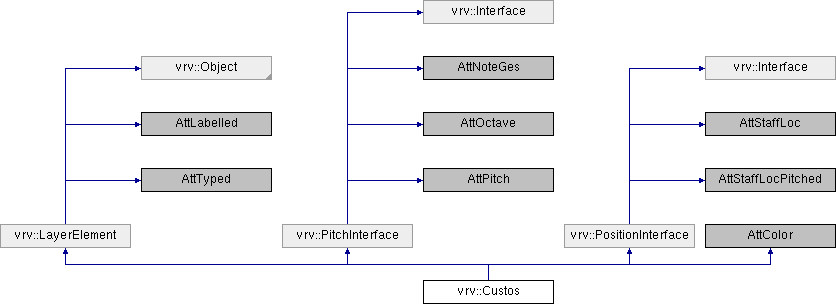 vrv::Interface
vrv::Object
AttNoteGes
vrv::Interface
AttLabelled
AttOctave
AttStaffLoc
AttTyped
AttPitch
AttStaffLocPitched
vrv::LayerElement
vrv::PitchInterface
vrv::PositionInterface
AttColor
vrv::Custos